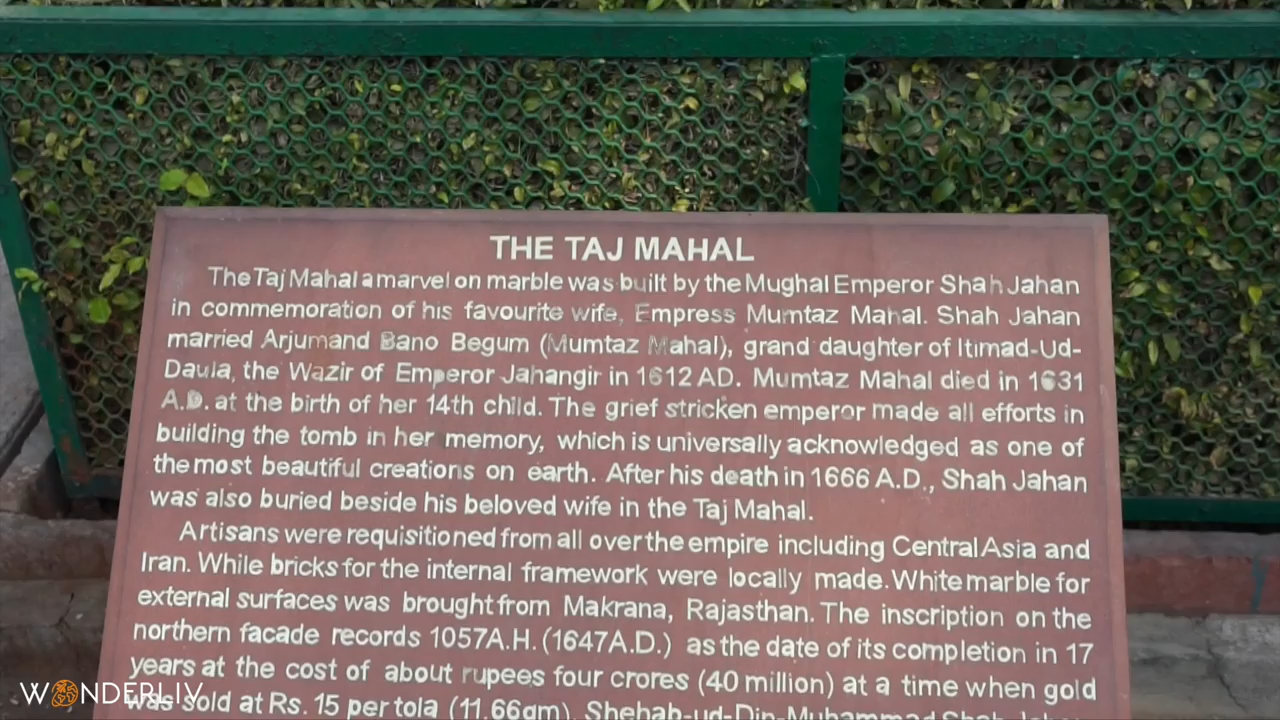 THE TAJ MAHAL
The Taj Mahal a marvel on marble was built by the Mughal Emperor Shah Jahan
in commemoration of his favourite wife, Empress Mumtaz Mahal. Shah Jahan
married Arjumand Bano Begum (Mumtaz Mahal), grand daughter of Itimad-Ud-
Daula, the Wazir of Emperor Jahangir in 1612 AD. Mumtaz Mahal died in 1631
A.D. at the birth of her 14th child. The grief stricken emperor made all efforts in
building the tomb in her memory, which is universally acknowledged as one of
the most beautiful creations on earth. After his death in 1666 A.D., Shah Jahan
was also buried beside his beloved wife in the Taj Mahal.
Artisans were requisitioned from all over the empire including Central Asia and
Iran. While bricks for the internal framework were locally made. White marble for
external surfaces was brought from Makrana, Rajasthan. The inscription on the
northern facade records 1057A.H. (1647A.D.) as the date of its completion in 17
years at the cost of about rupees four crores (40 million) at a time when gold
was sold at Rs. 15 per tola (11.66gm). Shehab-ud-Din-Muhammad Shah
WONDERLIV